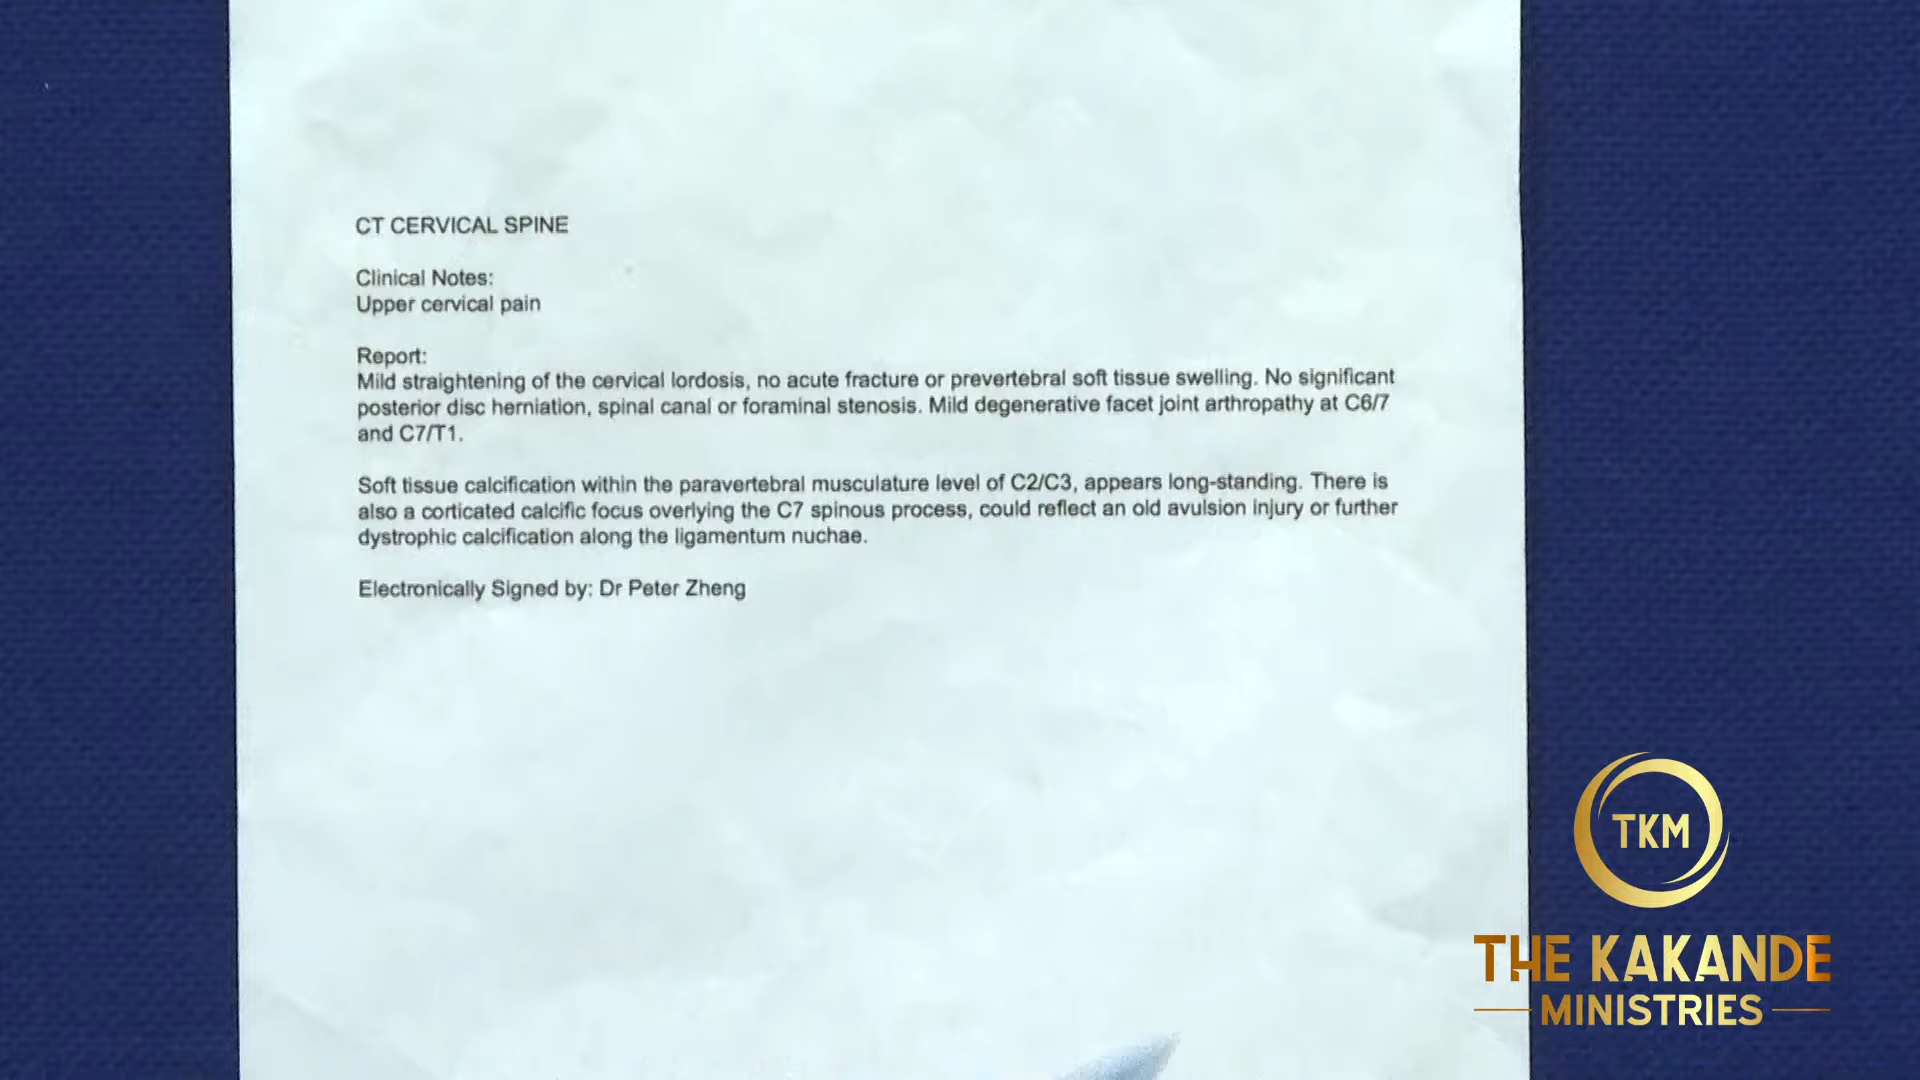 CT CERVICAL SPINE
Clinical Notes:
Upper cervical pain
Report:
Mild straightening of the cervical lordosis, no acute fracture or prevertebral soft tissue swelling. No significant
posterior disc herniation, spinal canal or foraminal stenosis. Mild degenerative facet joint arthropathy at C6/7
and C7/T1.
Soft tissue calcification within the paravertebral musculature level of C2/C3, appears long-standing. There is
also a corticated calcific focus overlying the C7 spinous process, could reflect an old avulsion injury or further
dystrophic calcification along the ligamentum nuchae.
Electronically Signed by: Dr Peter Zheng
TKM
THE KAKANDE
MINISTRIES